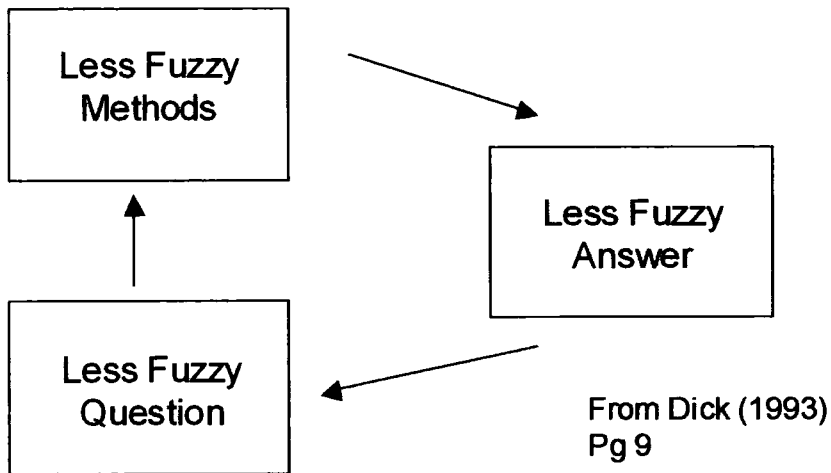 Less Fuzzy
Methods
Less Fuzzy
Answer
Less Fuzzy
Question
From Dick (1993)
Pg 9